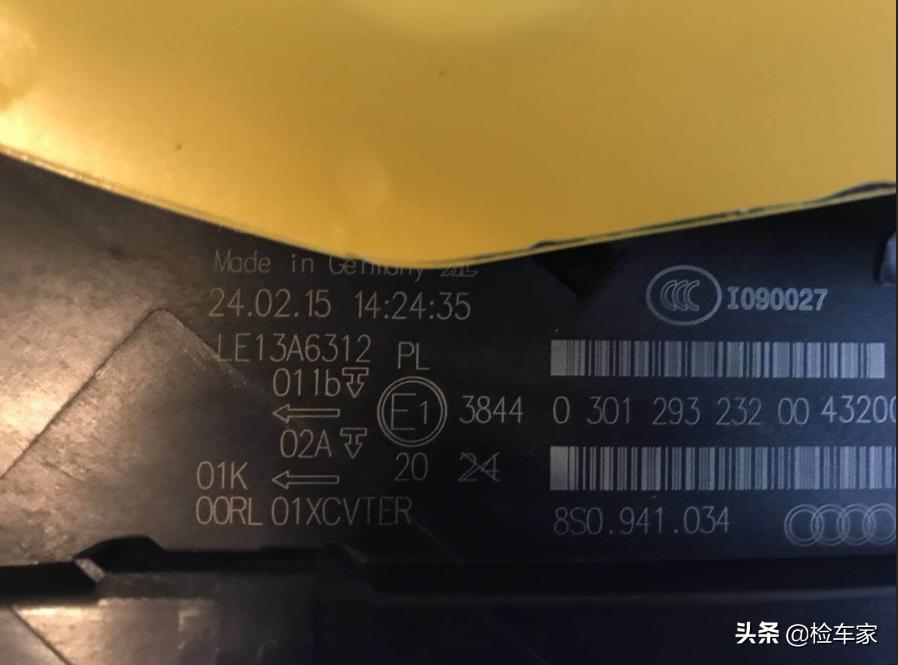 Made in Germany
24.02.15 14:24:35
I090027
LE13A6312 PL
011b
E1 3844 0 301 293 232 00 43200
02A
20 24
01K
00RL 01XCVTER
8S0.941.034
头条 @检车家